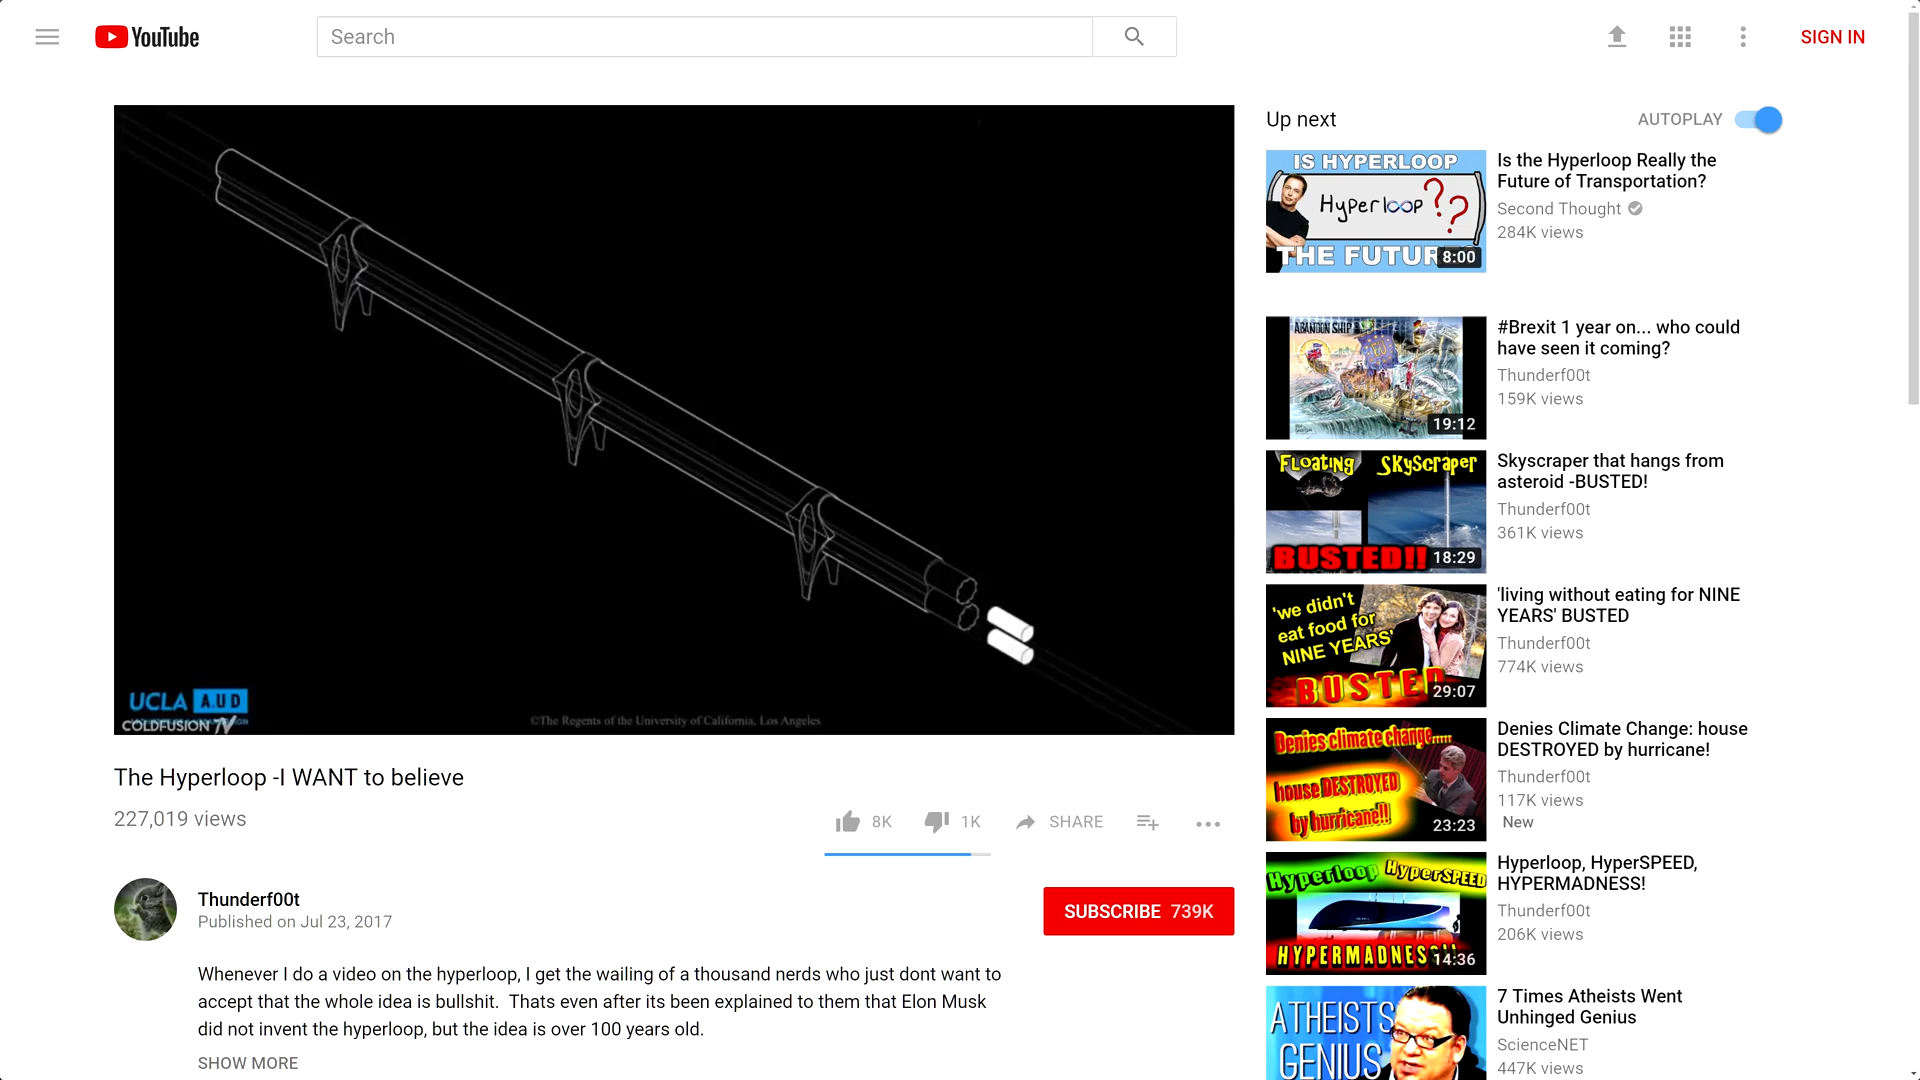 YouTube
Search
SIGN IN
UCLA A.UD
COLDFUSION TV
©The Regents of the University of California, Los Angeles
The Hyperloop -I WANT to believe
227,019 views
8K
1K
SHARE
Thunderf00t
Published on Jul 23, 2017
SUBSCRIBE 739K
Whenever I do a video on the hyperloop, I get the wailing of a thousand nerds who just dont want to
accept that the whole idea is bullshit.  Thats even after its been explained to them that Elon Musk
did not invent the hyperloop, but the idea is over 100 years old.
SHOW MORE
Up next
AUTOPLAY
IS HYPERLOOP
Hyperloop ??
THE FUTUR
8:00
Is the Hyperloop Really the
Future of Transportation?
Second Thought
284K views
ABANDON SHIP
EU
19:12
#Brexit 1 year on... who could
have seen it coming?
Thunderf00t
159K views
Floating Skyscraper
BUSTED!!
18:29
Skyscraper that hangs from
asteroid -BUSTED!
Thunderf00t
361K views
'we didn't
eat food for
NINE YEARS'
BUSTED
29:07
'living without eating for NINE
YEARS' BUSTED
Thunderf00t
774K views
Denies climate change.....
house DESTROYED
by hurricane!!
23:23
Denies Climate Change: house
DESTROYED by hurricane!
Thunderf00t
117K views
New
Hyperloop HyperSPEED
HYPERMADNESS!!
14:36
Hyperloop, HyperSPEED,
HYPERMADNESS!
Thunderf00t
206K views
ATHEISTS
GENIUS
7 Times Atheists Went
Unhinged Genius
ScienceNET
447K views